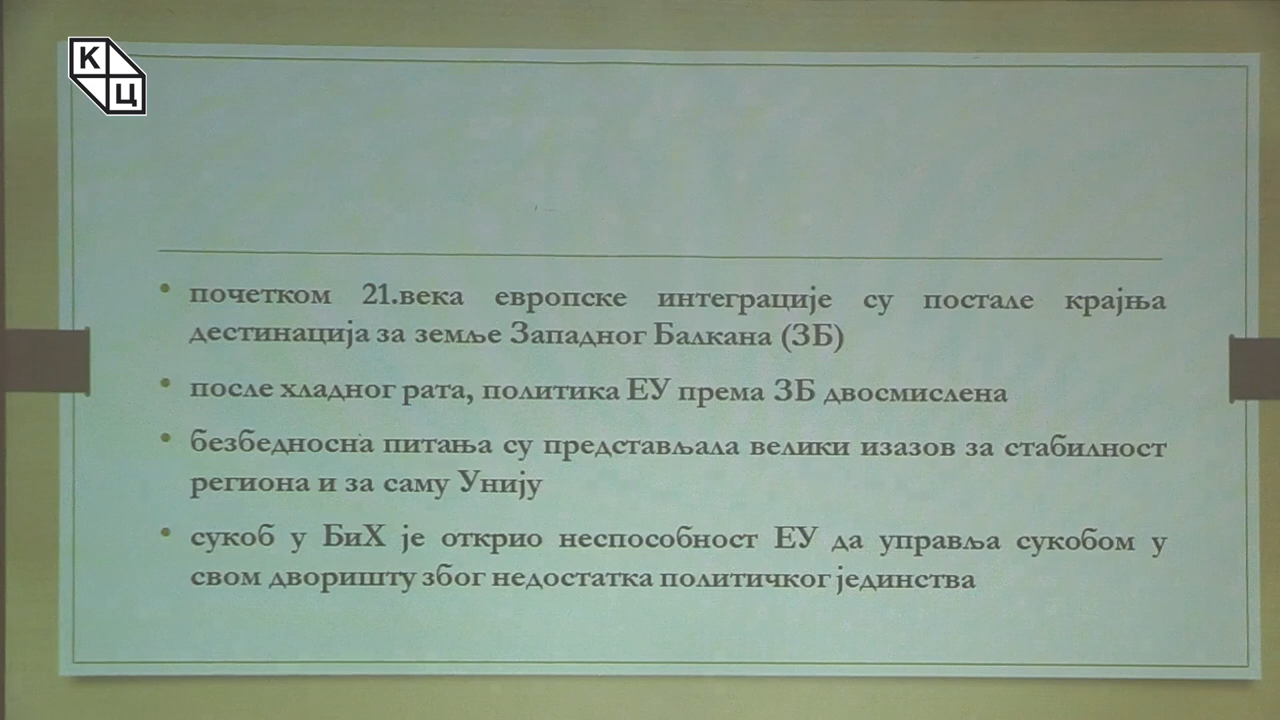 К
Ц
• почетком 21.века европске интеграције су постале крајња
дестинација за земље Западног Балкана (ЗБ)
• после хладног рата, политика ЕУ према ЗБ двосмислена
• безбедносна питања су представљала велики изазов за стабилност
региона и за саму Унију
• сукоб у БиХ је открио неспособност ЕУ да управља сукобом у
свом дворишту због недостатка политичког јединства